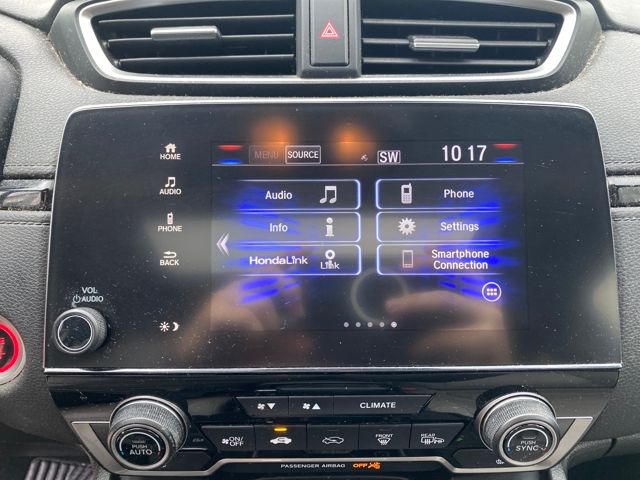 HOME
AUDIO
PHONE
BACK
VOL
AUDIO
MENU SOURCE SW 10 17
Audio Phone
Info Settings
HondaLink Link Smartphone
Connection
CLIMATE
PUSH
AUTO
ON/
OFF
FRONT
REAR
PUSH
SYNC
PASSENGER AIRBAG OFF